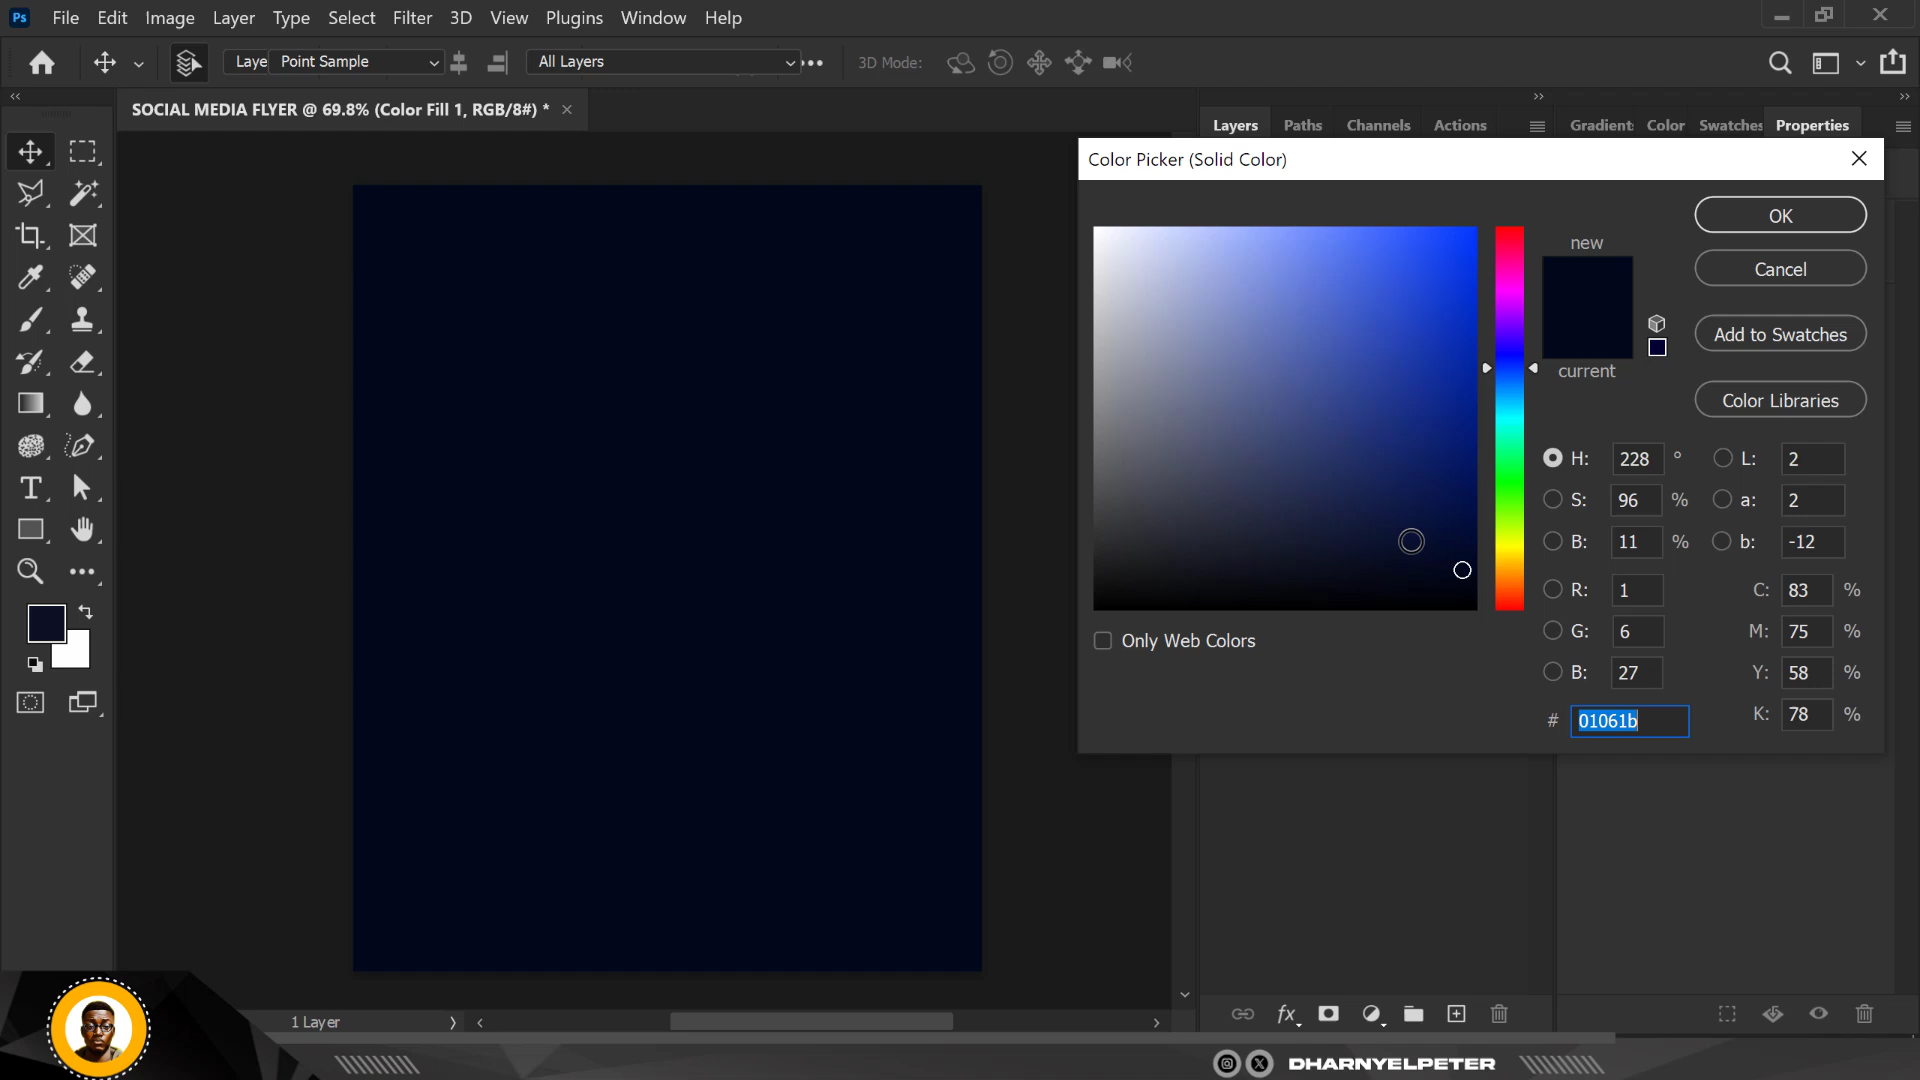 Ps File Edit Image Layer Type Select Filter 3D View Plugins Window Help
Laye Point Sample All Layers 3D Mode:
SOCIAL MEDIA FLYER @ 69.8% (Color Fill 1, RGB/8#) *
Layers Paths Channels Actions
Gradient Color Swatches Properties
Color Picker (Solid Color)
OK
new
Cancel
Add to Swatches
current
Color Libraries
H: 228 ° L: 2
S: 96 % a: 2
B: 11 % b: -12
R: 1 C: 83 %
Only Web Colors
G: 6 M: 75 %
B: 27 Y: 58 %
# 01061b K: 78 %
1 Layer
fx
DHARNYELPETER